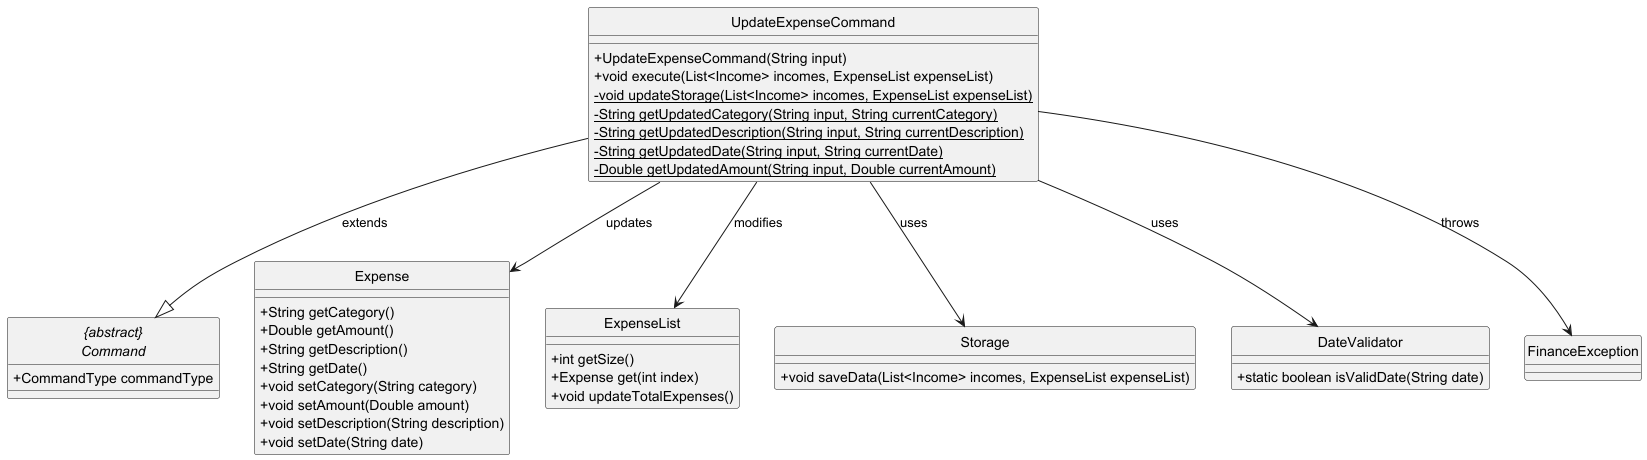 UpdateExpenseCommand
+UpdateExpenseCommand(String input)
+void execute(List<Income> incomes, ExpenseList expenseList)
-void updateStorage(List<Income> incomes, ExpenseList expenseList)
-String getUpdatedCategory(String input, String currentCategory)
-String getUpdatedDescription(String input, String currentDescription)
-String getUpdatedDate(String input, String currentDate)
-Double getUpdatedAmount(String input, Double currentAmount)
extends
updates
modifies
uses
uses
throws
{abstract}
Command
+CommandType commandType
Expense
+String getCategory()
+Double getAmount()
+String getDescription()
+String getDate()
+void setCategory(String category)
+void setAmount(Double amount)
+void setDescription(String description)
+void setDate(String date)
ExpenseList
+int getSize()
+Expense get(int index)
+void updateTotalExpenses()
Storage
+void saveData(List<Income> incomes, ExpenseList expenseList)
DateValidator
+static boolean isValidDate(String date)
FinanceException